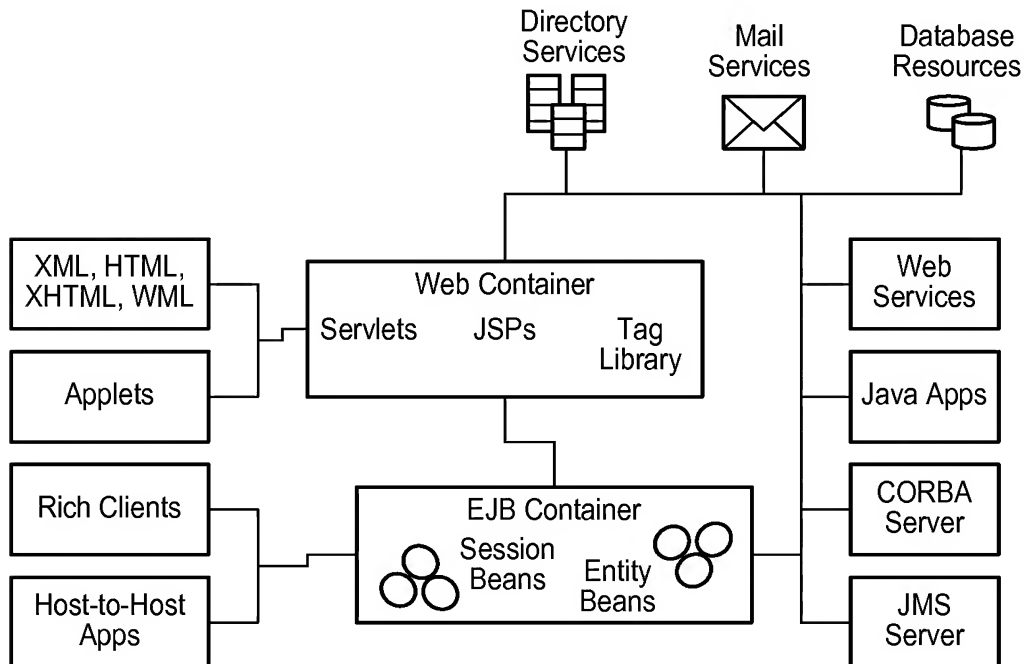 Directory
Services
Mail
Services
Database
Resources
XML, HTML,
XHTML, WML
Applets
Rich Clients
Host-to-Host
Apps
Web Container
Servlets
JSPs
Tag
Library
EJB Container
Session
Beans
Entity
Beans
Web
Services
Java Apps
CORBA
Server
JMS
Server